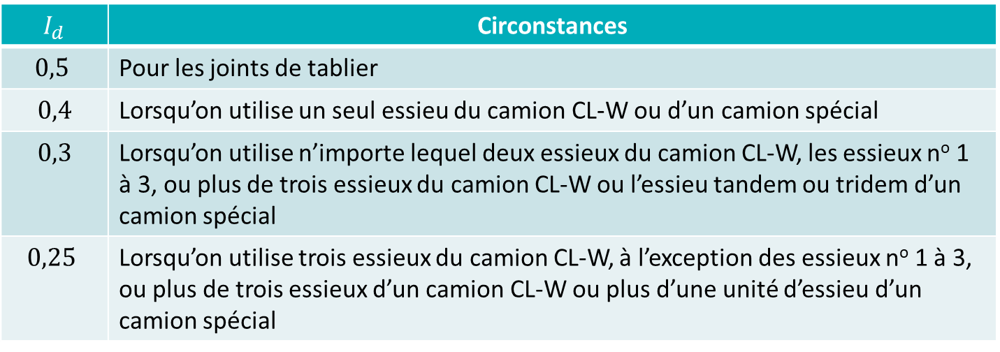 I_d Circonstances
0,5 Pour les joints de tablier
0,4 Lorsqu’on utilise un seul essieu du camion CL-W ou d’un camion spécial
0,3 Lorsqu’on utilise n’importe lequel deux essieux du camion CL-W, les essieux nᵒ 1
à 3, ou plus de trois essieux du camion CL-W ou l’essieu tandem ou tridem d’un
camion spécial
0,25 Lorsqu’on utilise trois essieux du camion CL-W, à l’exception des essieux nᵒ 1 à 3,
ou plus de trois essieux d’un camion CL-W ou plus d’une unité d’essieu d’un
camion spécial